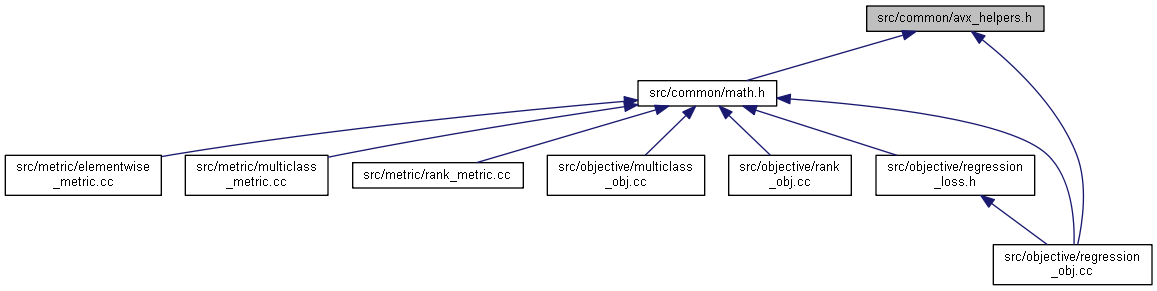 src/common/avx_helpers.h
src/common/math.h
src/metric/elementwise
_metric.cc
src/metric/multiclass
_metric.cc
src/metric/rank_metric.cc
src/objective/multiclass
_obj.cc
src/objective/rank
_obj.cc
src/objective/regression
_loss.h
src/objective/regression
_obj.cc